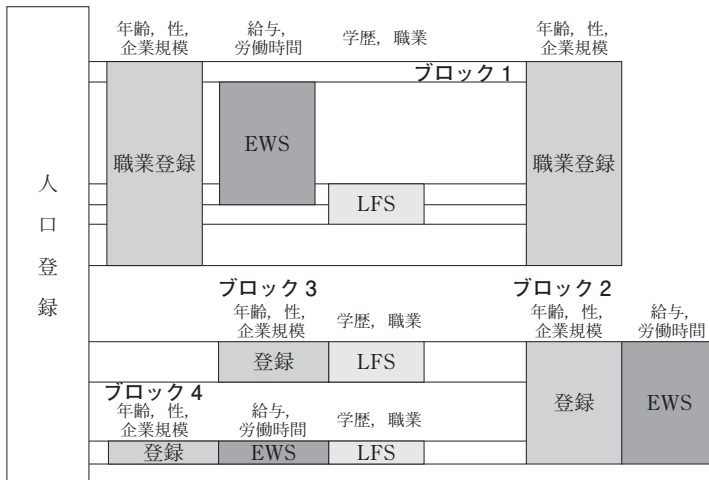 人口登録
年齢, 性,
企業規模
給与,
労働時間
学歴, 職業
年齢, 性,
企業規模
ブロック 1
職業登録
EWS
LFS
職業登録
ブロック 3
年齢, 性,
企業規模
学歴, 職業
ブロック 2
年齢, 性,
企業規模
給与,
労働時間
登録
LFS
登録
EWS
ブロック 4
年齢, 性,
企業規模
給与,
労働時間
学歴, 職業
登録
EWS
LFS